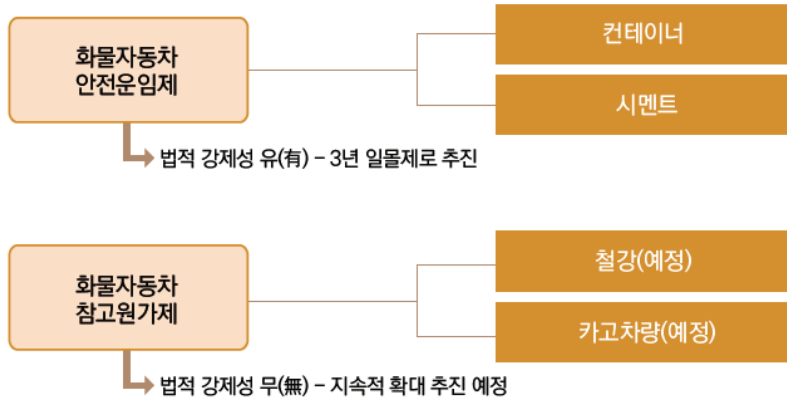 화물자동차
안전운임제
컨테이너
시멘트
법적 강제성 유(有) – 3년 일몰제로 추진
화물자동차
참고원가제
철강(예정)
카고차량(예정)
법적 강제성 무(無) – 지속적 확대 추진 예정